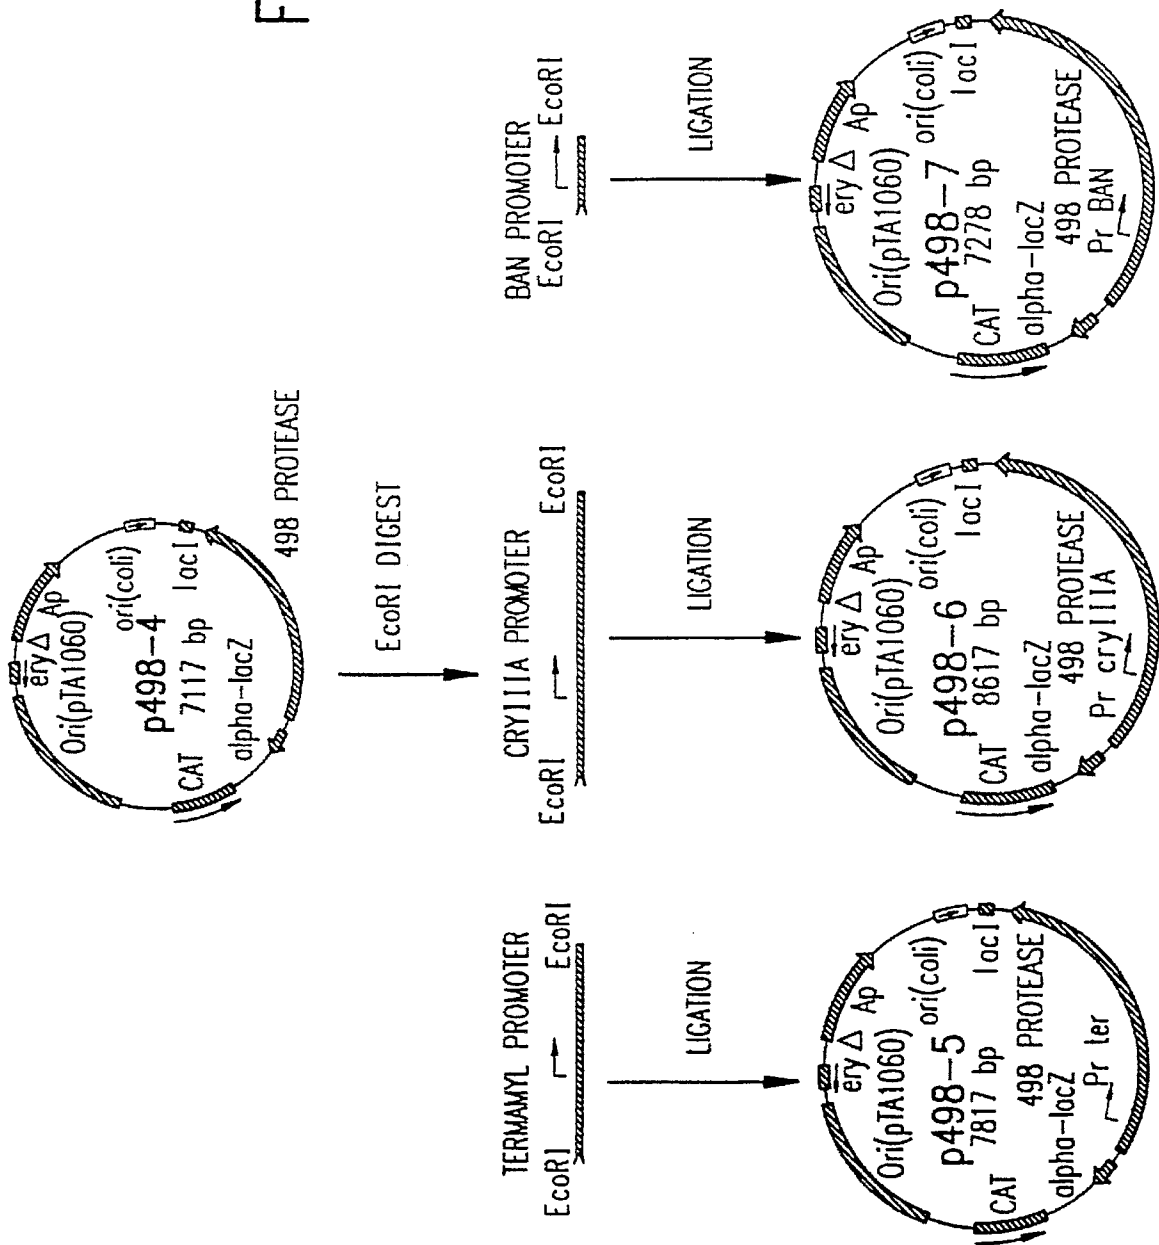 F
p498-4
7117 bp
Ori(pTA1060)
ery Δ
Ap
ori(coli)
lacI
CAT
alpha-lacZ
498 PROTEASE
EcoRI DIGEST
TERMAMYL PROMOTER
EcoRI
EcoRI
LIGATION
CRYIIIA PROMOTER
EcoRI
EcoRI
LIGATION
BAN PROMOTER
EcoRI
EcoRI
LIGATION
ery Δ
Ap
Ori(pTA1060)
ori(coli)
p498-5
7817 bp
lacI
CAT
498 PROTEASE
alpha-lacZ
Pr ter
ery Δ
Ap
Ori(pTA1060)
ori(coli)
p498-6
8617 bp
lacI
CAT
alpha-lacZ
498 PROTEASE
Pr cryIIIA
ery Δ
Ap
Ori(pTA1060)
ori(coli)
p498-7
7278 bp
lacI
CAT
alpha-lacZ
498 PROTEASE
Pr BAN